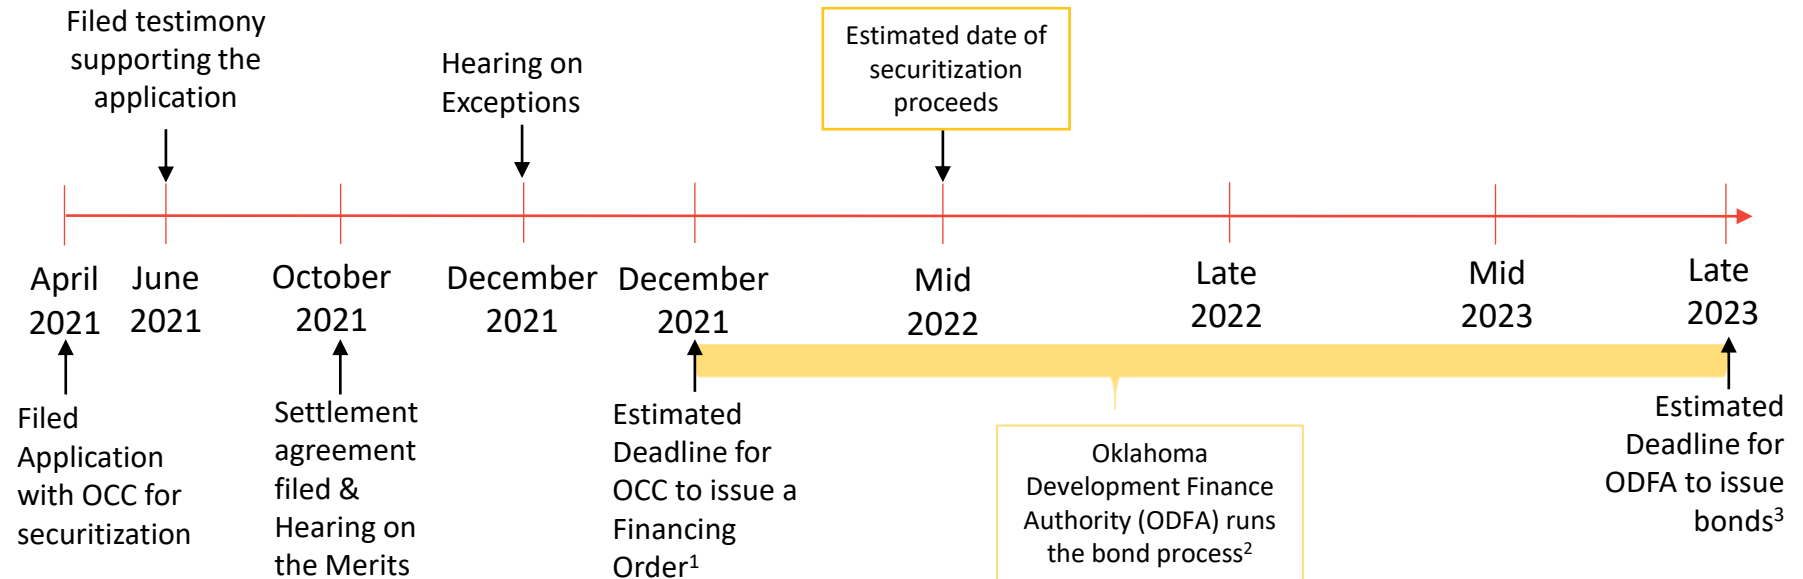 Filed testimony
supporting the
application
Hearing on
Exceptions
Estimated date of
securitization
proceeds
April
2021
June
2021
October
2021
December
2021
December
2021
Mid
2022
Late
2022
Mid
2023
Late
2023
Filed
Application
with OCC for
securitization
Settlement
agreement
filed &
Hearing on
the Merits
Estimated
Deadline for
OCC to issue a
Financing
Order¹
Oklahoma
Development Finance
Authority (ODFA) runs
the bond process²
Estimated
Deadline for
ODFA to issue
bonds³